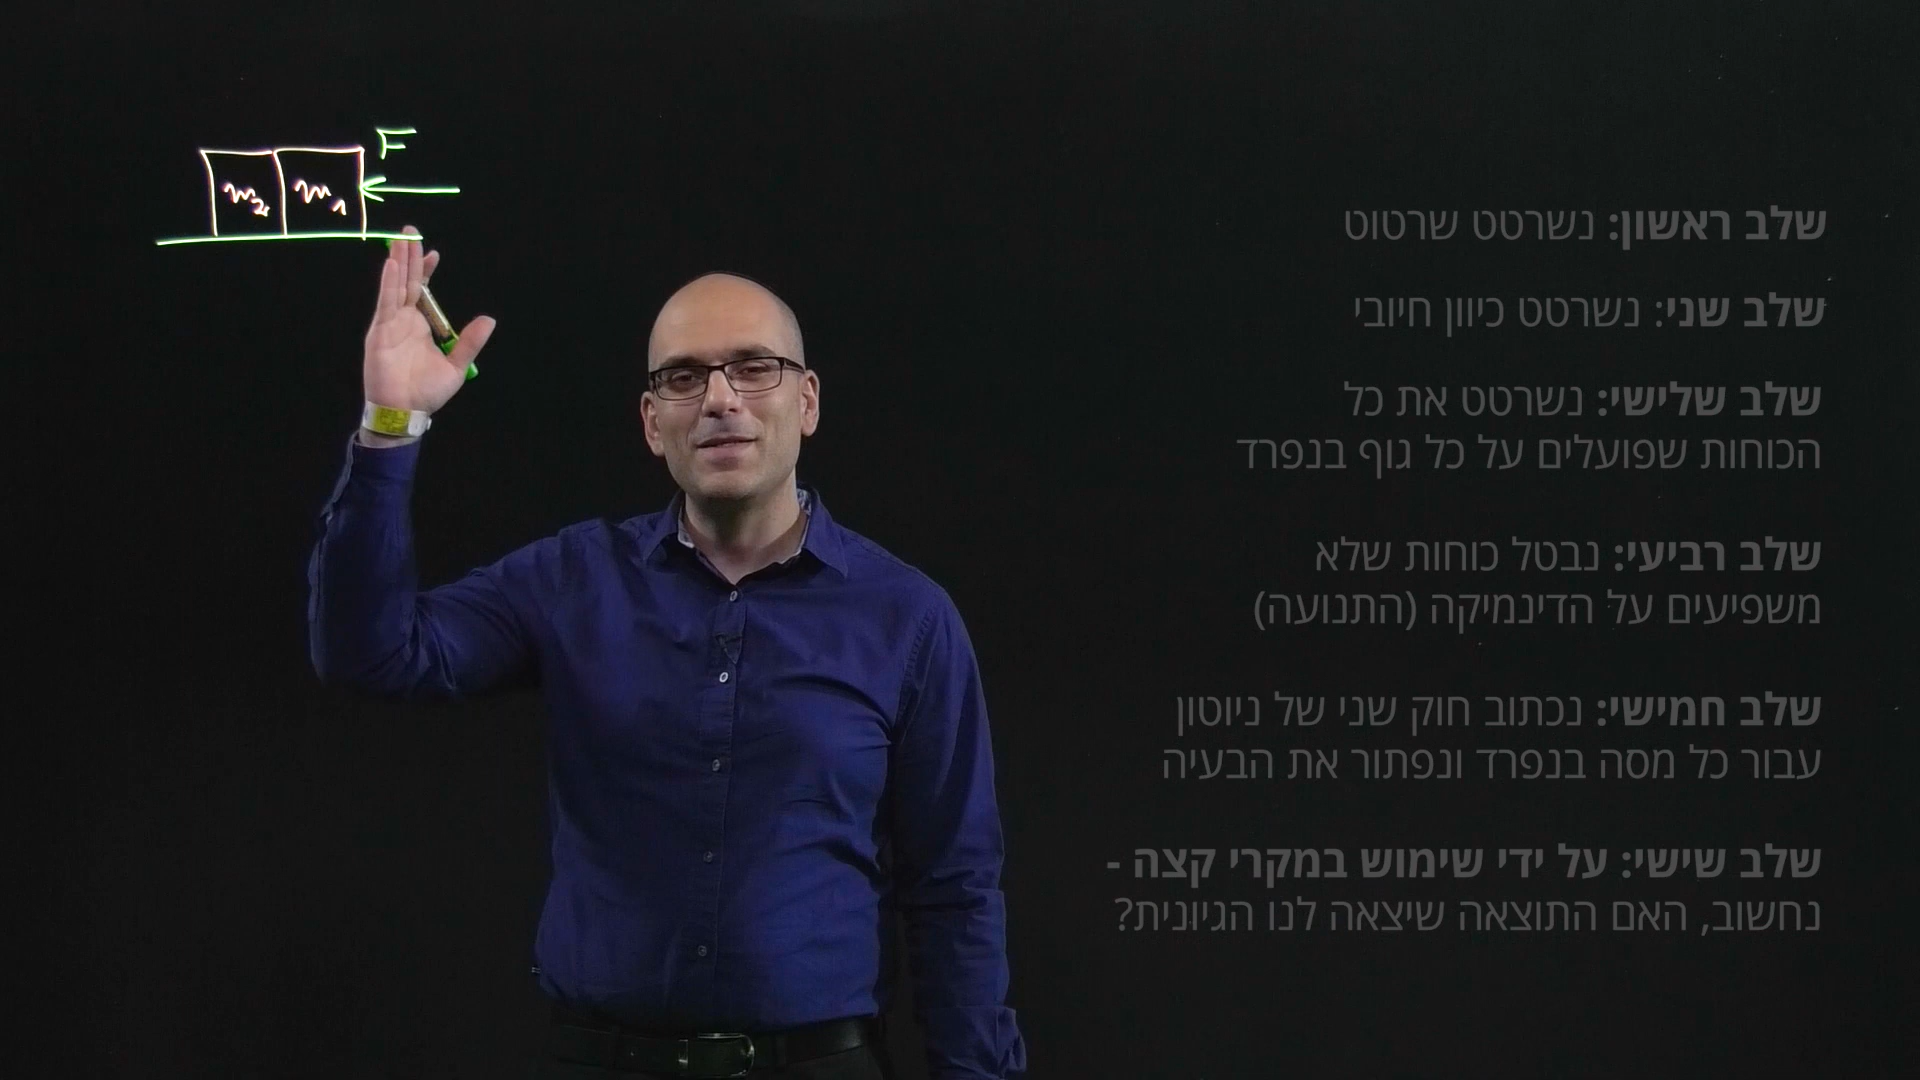 F
m₂ m₁
שלב ראשון: נשרטט שרטוט
שלב שני: נשרטט כיוון חיובי
שלב שלישי: נשרטט את כל
הכוחות שפועלים על כל גוף בנפרד
שלב רביעי: נבטל כוחות שלא
משפיעים על הדינמיקה (התנועה)
שלב חמישי: נכתוב חוק שני של ניוטון
עבור כל מסה בנפרד ונפתור את הבעיה
שלב שישי: על ידי שימוש במקרי קצה -
נחשוב, האם התוצאה שיצאה לנו הגיונית?